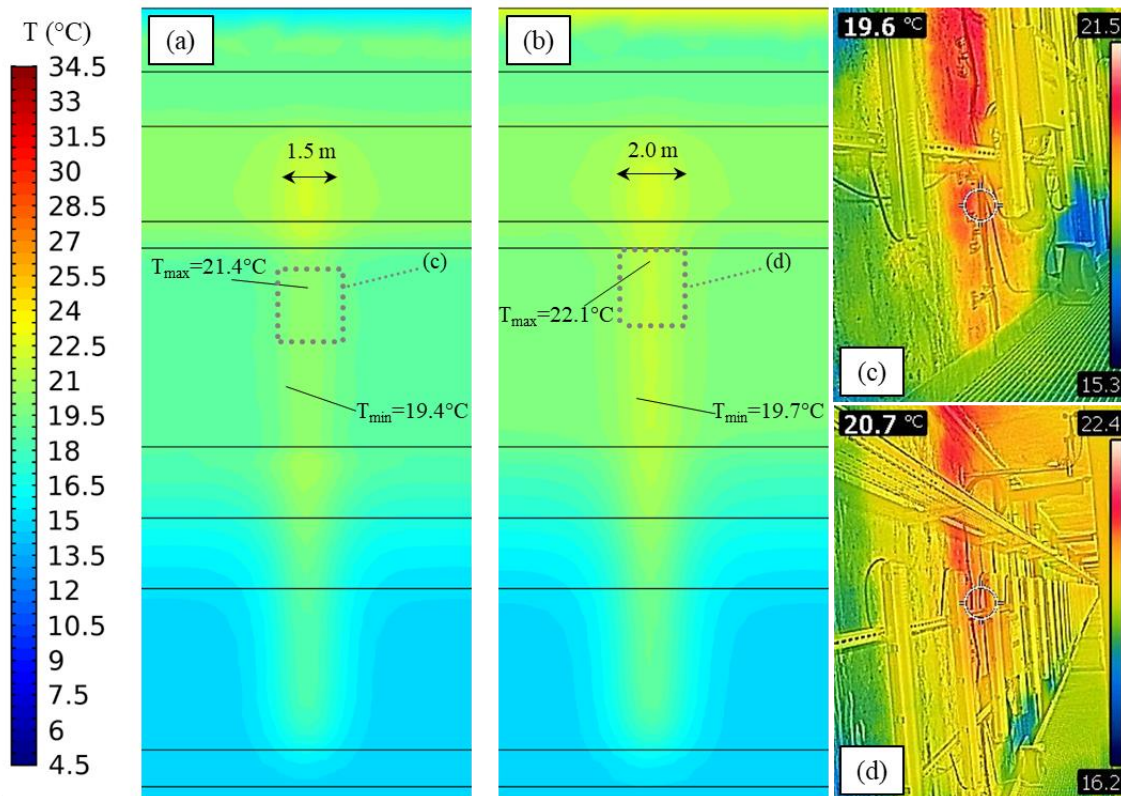 T (°C)
34.5
33
31.5
30
28.5
27
25.5
24
22.5
21
19.5
18
16.5
15
13.5
12
10.5
9
7.5
6
4.5
(a)
1.5 m
Tmax=21.4°C
(c)
Tmin=19.4°C
(b)
2.0 m
(d)
Tmax=22.1°C
Tmin=19.7°C
19.6 °C
21.5
(c)
15.3
20.7 °C
22.4
(d)
16.2